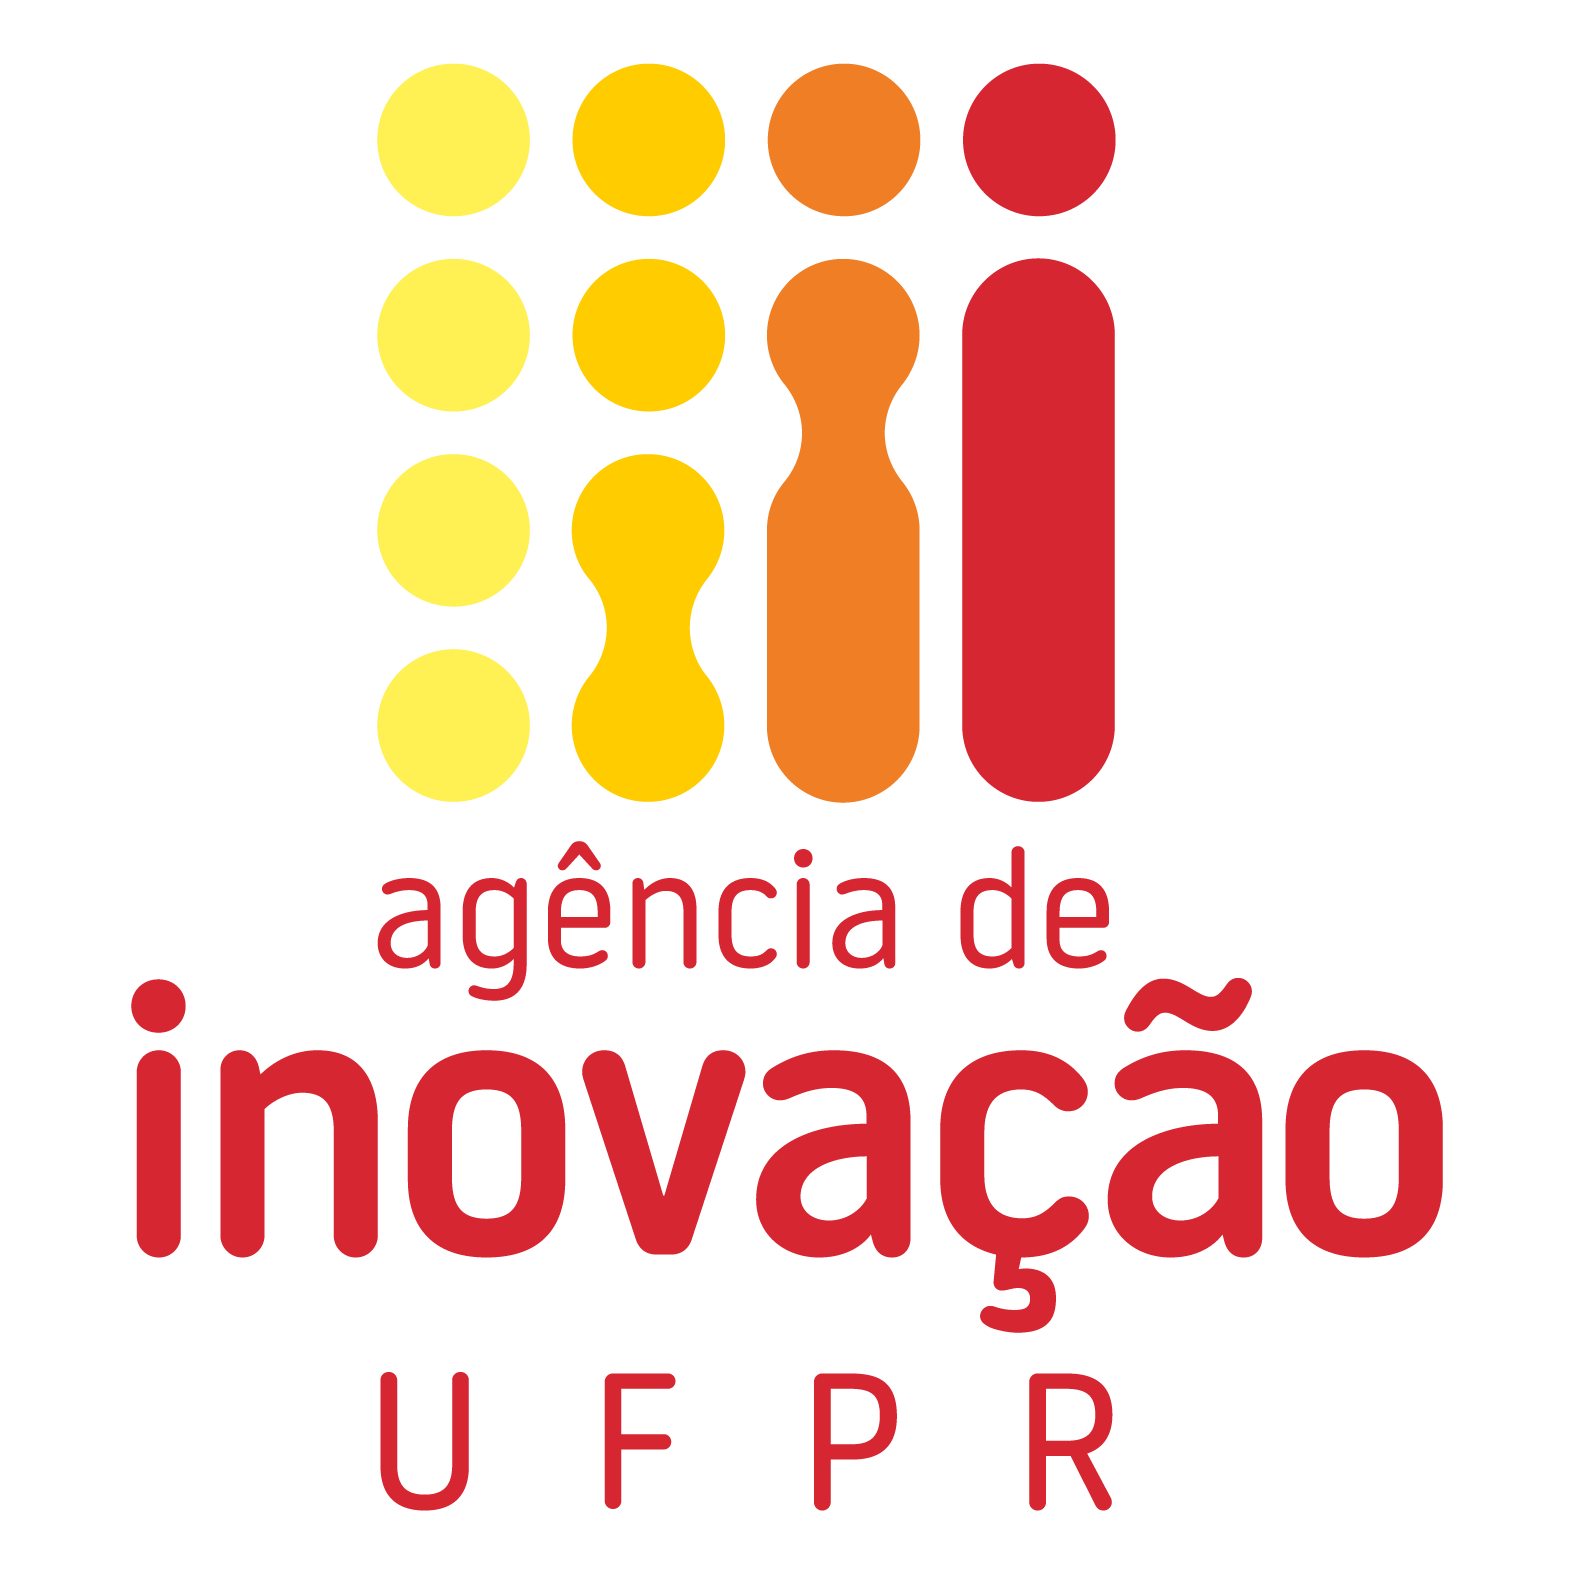 agência de
inovação
UFPR